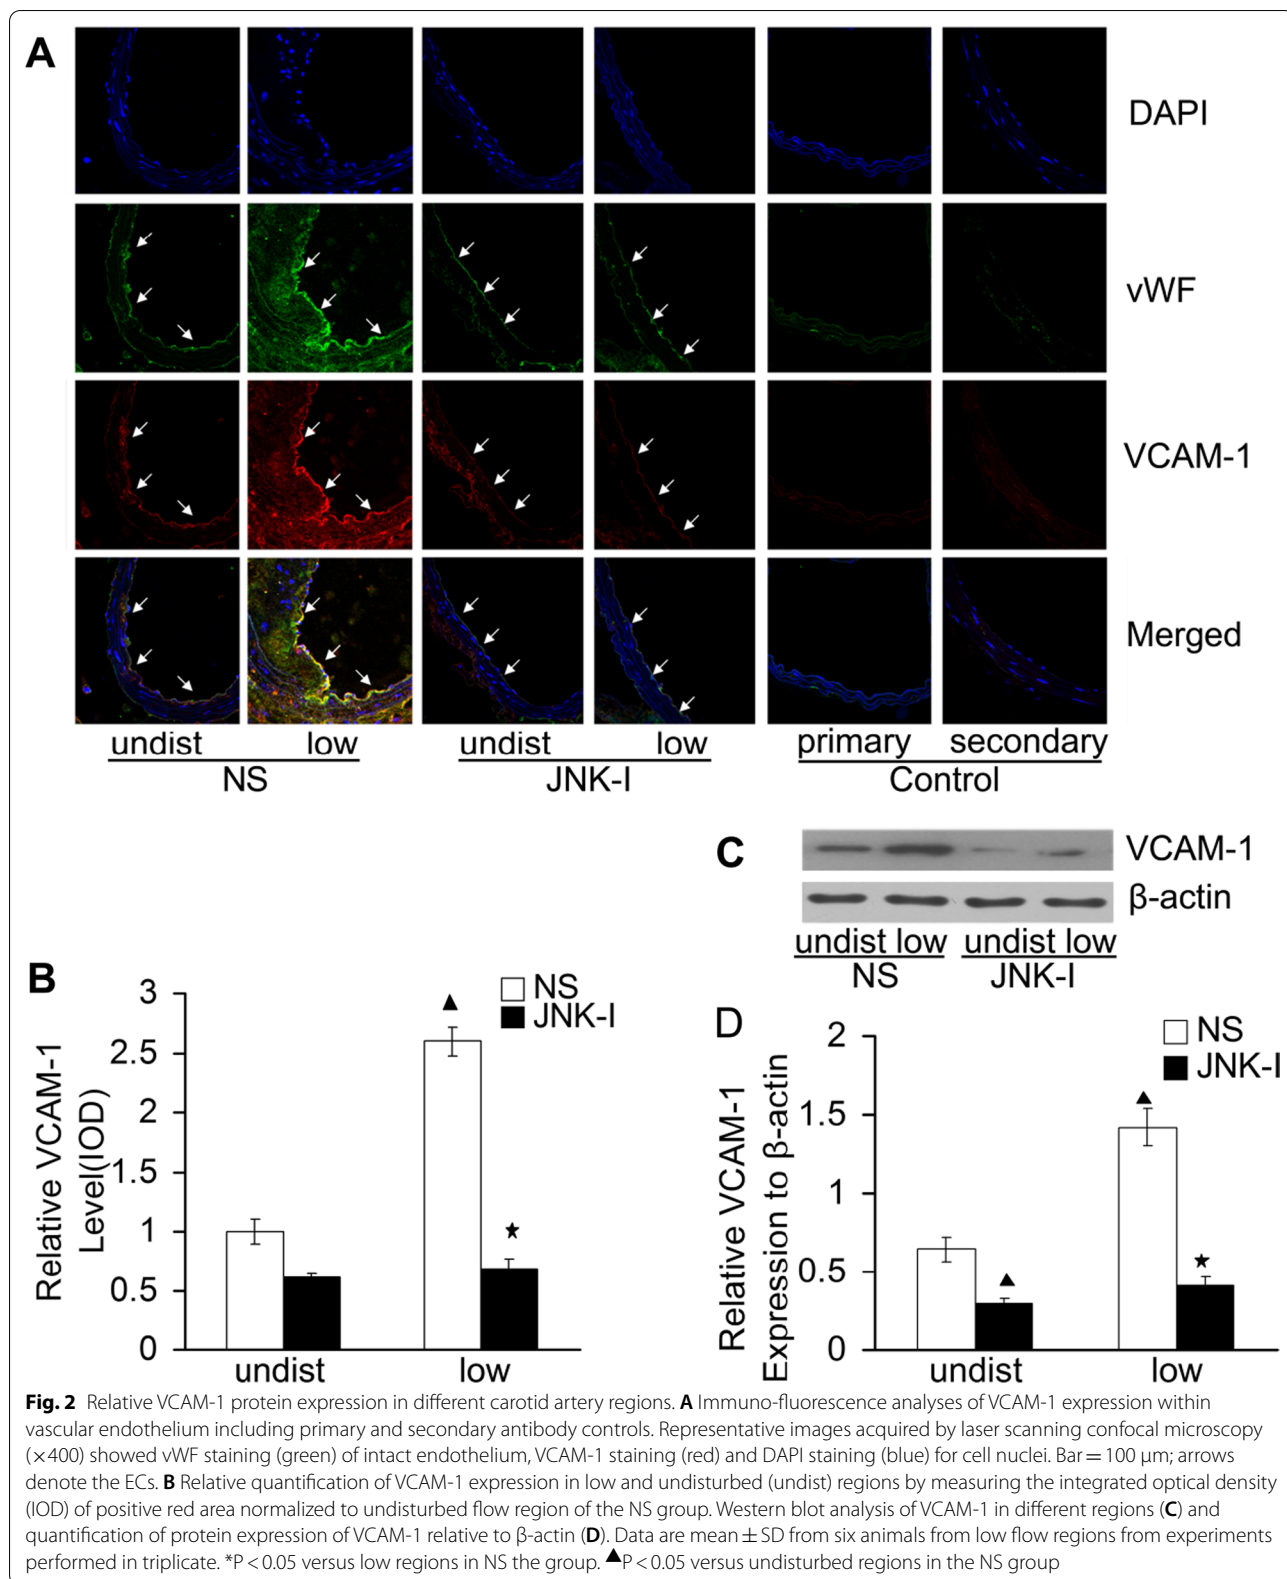 A
DAPI
vWF
VCAM-1
Merged
undist low undist low primary secondary
NS JNK-I Control
C
VCAM-1
β-actin
undist low undist low
NS JNK-I
B
Relative VCAM-1
Level(IOD)
3
2.5
2
1.5
1
0.5
0
NS
JNK-I
▲
★
undist low
D
Relative VCAM-1
Expression to β-actin
2
1.5
1
0.5
0
NS
JNK-I
▲
▲
★
undist low
Fig. 2 Relative VCAM-1 protein expression in different carotid artery regions. A Immuno-fluorescence analyses of VCAM-1 expression within
vascular endothelium including primary and secondary antibody controls. Representative images acquired by laser scanning confocal microscopy
(×400) showed vWF staining (green) of intact endothelium, VCAM-1 staining (red) and DAPI staining (blue) for cell nuclei. Bar = 100 μm; arrows
denote the ECs. B Relative quantification of VCAM-1 expression in low and undisturbed (undist) regions by measuring the integrated optical density
(IOD) of positive red area normalized to undisturbed flow region of the NS group. Western blot analysis of VCAM-1 in different regions (C) and
quantification of protein expression of VCAM-1 relative to β-actin (D). Data are mean ± SD from six animals from low flow regions from experiments
performed in triplicate. *P < 0.05 versus low regions in NS the group. ▲P < 0.05 versus undisturbed regions in the NS group